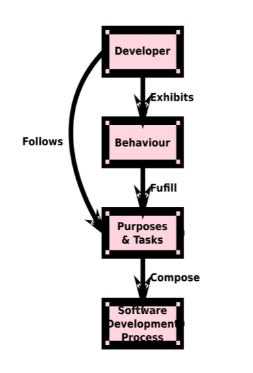 Developer
Exhibits
Behaviour
Follows
Fufill
Purposes
& Tasks
Compose
Software
Development
Process